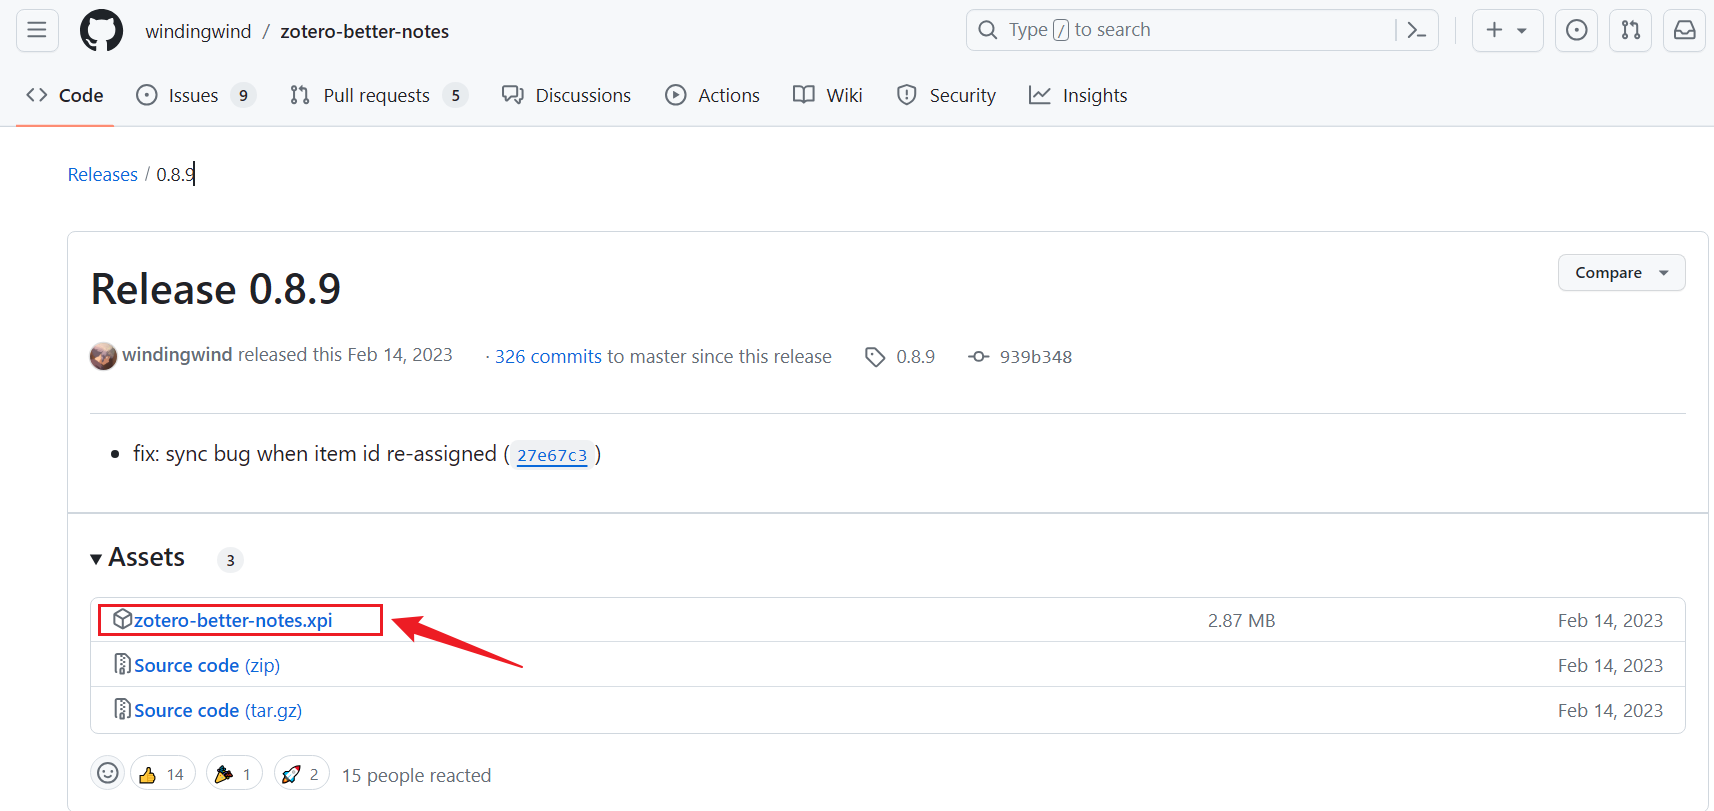 windingwind / zotero-better-notes
Type / to search
Code
Issues 9
Pull requests 5
Discussions
Actions
Wiki
Security
Insights
Releases / 0.8.9
Release 0.8.9
Compare
windingwind released this Feb 14, 2023 · 326 commits to master since this release 0.8.9 939b348
• fix: sync bug when item id re-assigned ( 27e67c3 )
Assets 3
zotero-better-notes.xpi 2.87 MB Feb 14, 2023
Source code (zip) Feb 14, 2023
Source code (tar.gz) Feb 14, 2023
14 1 2 15 people reacted